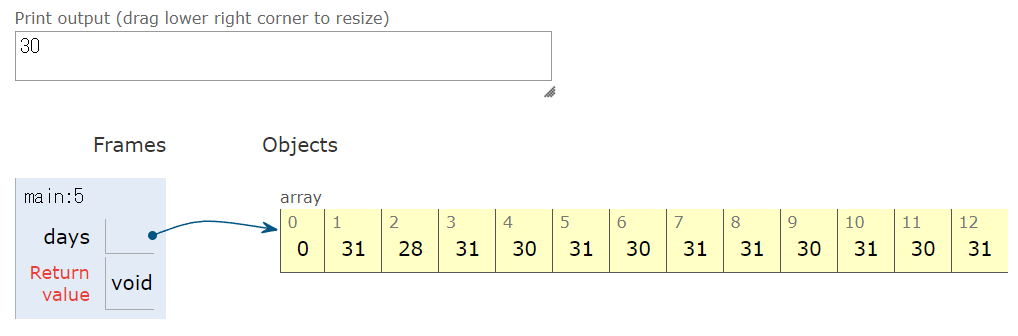 Print output (drag lower right corner to resize)
30
Frames Objects
main:5
days
Return
value void
array
0 1 2 3 4 5 6 7 8 9 10 11 12
0 31 28 31 30 31 30 31 31 30 31 30 31